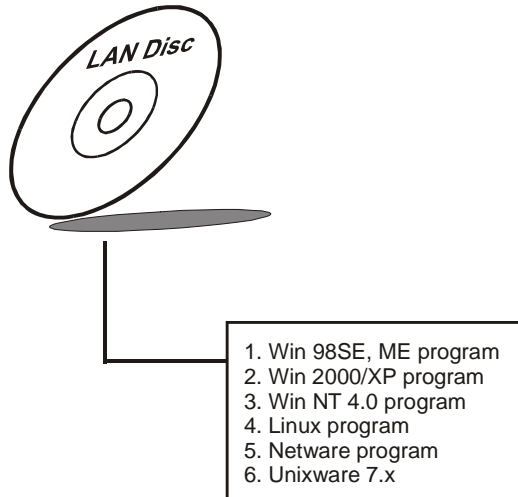 LAN Disc
1. Win 98SE, ME program
2. Win 2000/XP program
3. Win NT 4.0 program
4. Linux program
5. Netware program
6. Unixware 7.x